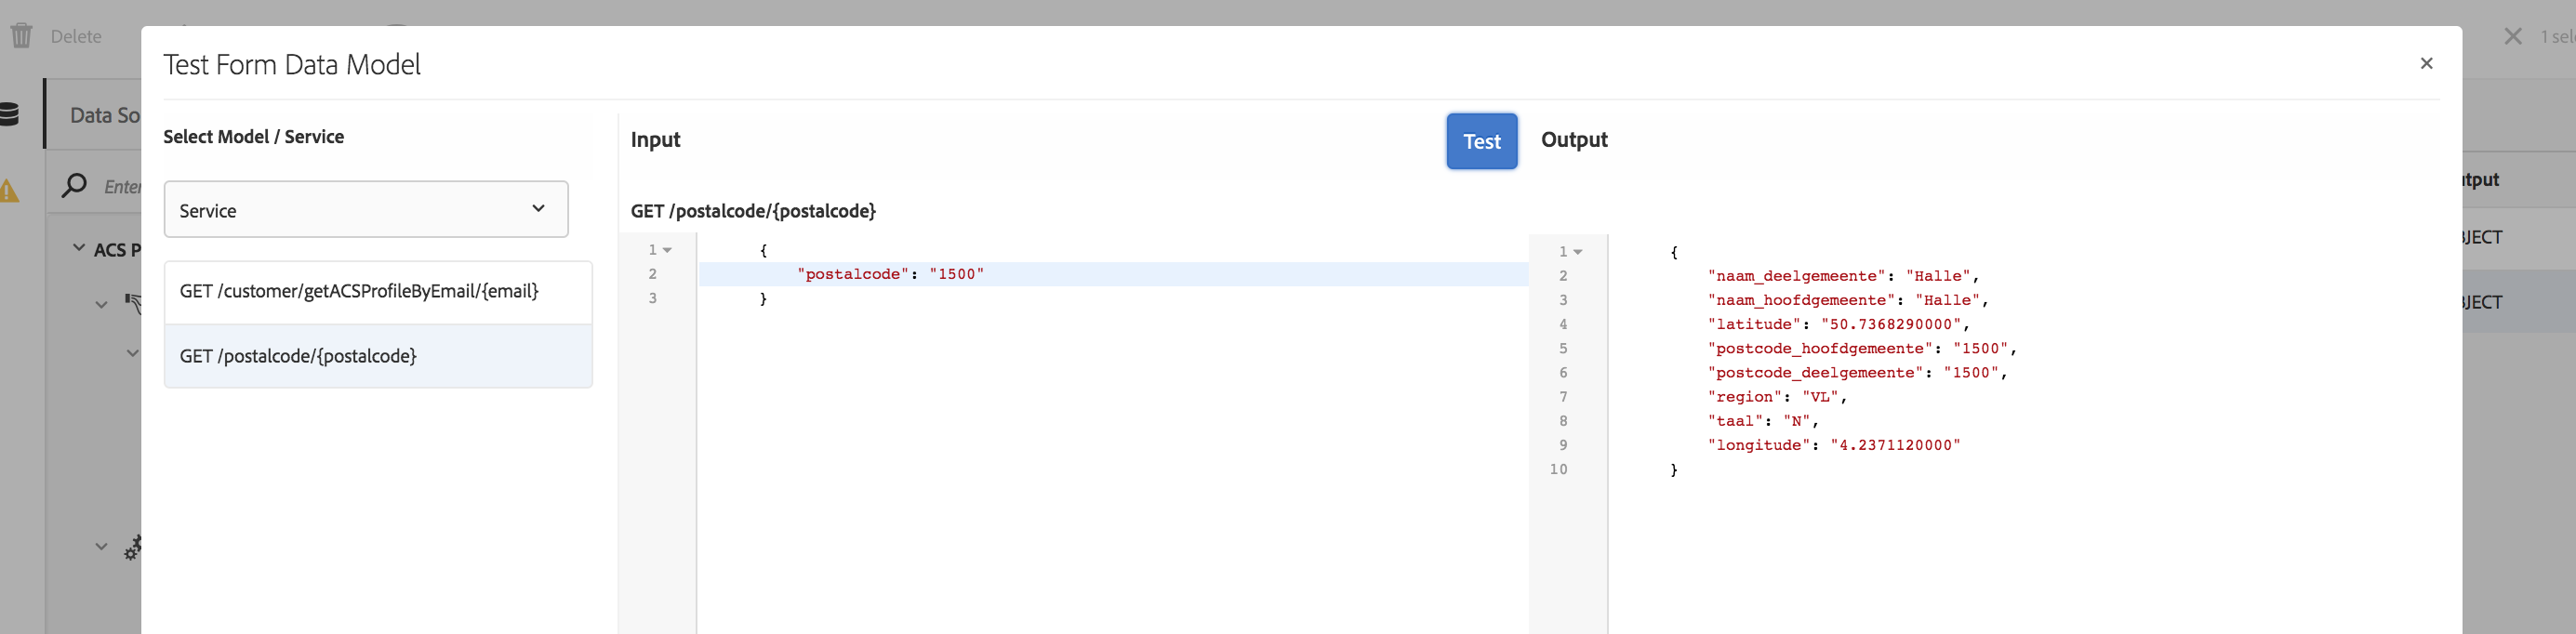 Delete
1 sele
Test Form Data Model
Data So
Select Model / Service
Input
Test
Output
Enter
Service
GET /postalcode/{postalcode}
tput
ACS P
GET /customer/getACSProfileByEmail/{email}
GET /postalcode/{postalcode}
1 {
2 "postalcode": "1500"
3 }
1 {
2 "naam_deelgemeente": "Halle",
3 "naam_hoofdgemeente": "Halle",
4 "latitude": "50.7368290000",
5 "postcode_hoofdgemeente": "1500",
6 "postcode_deelgemeente": "1500",
7 "region": "VL",
8 "taal": "N",
9 "longitude": "4.2371120000"
10 }
BJECT
BJECT